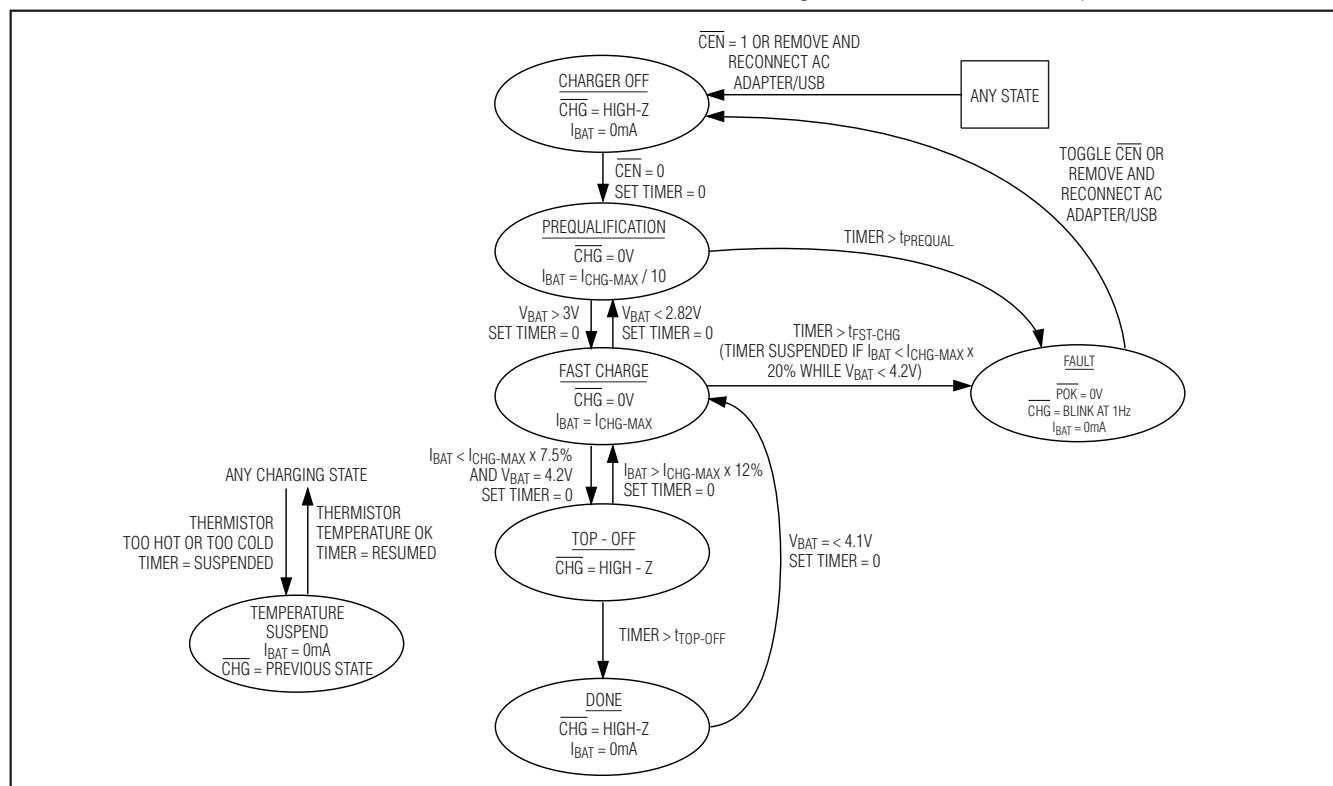 CEN = 1 OR REMOVE AND
RECONNECT AC
ADAPTER/USB
ANY STATE
CHARGER OFF
CHG = HIGH-Z
IBAT = 0mA
TOGGLE CEN OR
REMOVE AND
RECONNECT AC
ADAPTER/USB
CEN = 0
SET TIMER = 0
PREQUALIFICATION
CHG = 0V
IBAT = ICHG-MAX / 10
TIMER > tPREQUAL
VBAT > 3V
SET TIMER = 0
VBAT < 2.82V
SET TIMER = 0
TIMER > tFST-CHG
(TIMER SUSPENDED IF IBAT < ICHG-MAX x
20% WHILE VBAT < 4.2V)
FAST CHARGE
CHG = 0V
IBAT = ICHG-MAX
FAULT
POK = 0V
CHG = BLINK AT 1Hz
IBAT = 0mA
IBAT < ICHG-MAX x 7.5%
AND VBAT = 4.2V
SET TIMER = 0
IBAT > ICHG-MAX x 12%
SET TIMER = 0
ANY CHARGING STATE
THERMISTOR
TOO HOT OR TOO COLD
TIMER = SUSPENDED
THERMISTOR
TEMPERATURE OK
TIMER = RESUMED
TOP - OFF
CHG = HIGH - Z
VBAT = < 4.1V
SET TIMER = 0
TEMPERATURE
SUSPEND
IBAT = 0mA
CHG = PREVIOUS STATE
TIMER > tTOP-OFF
DONE
CHG = HIGH-Z
IBAT = 0mA